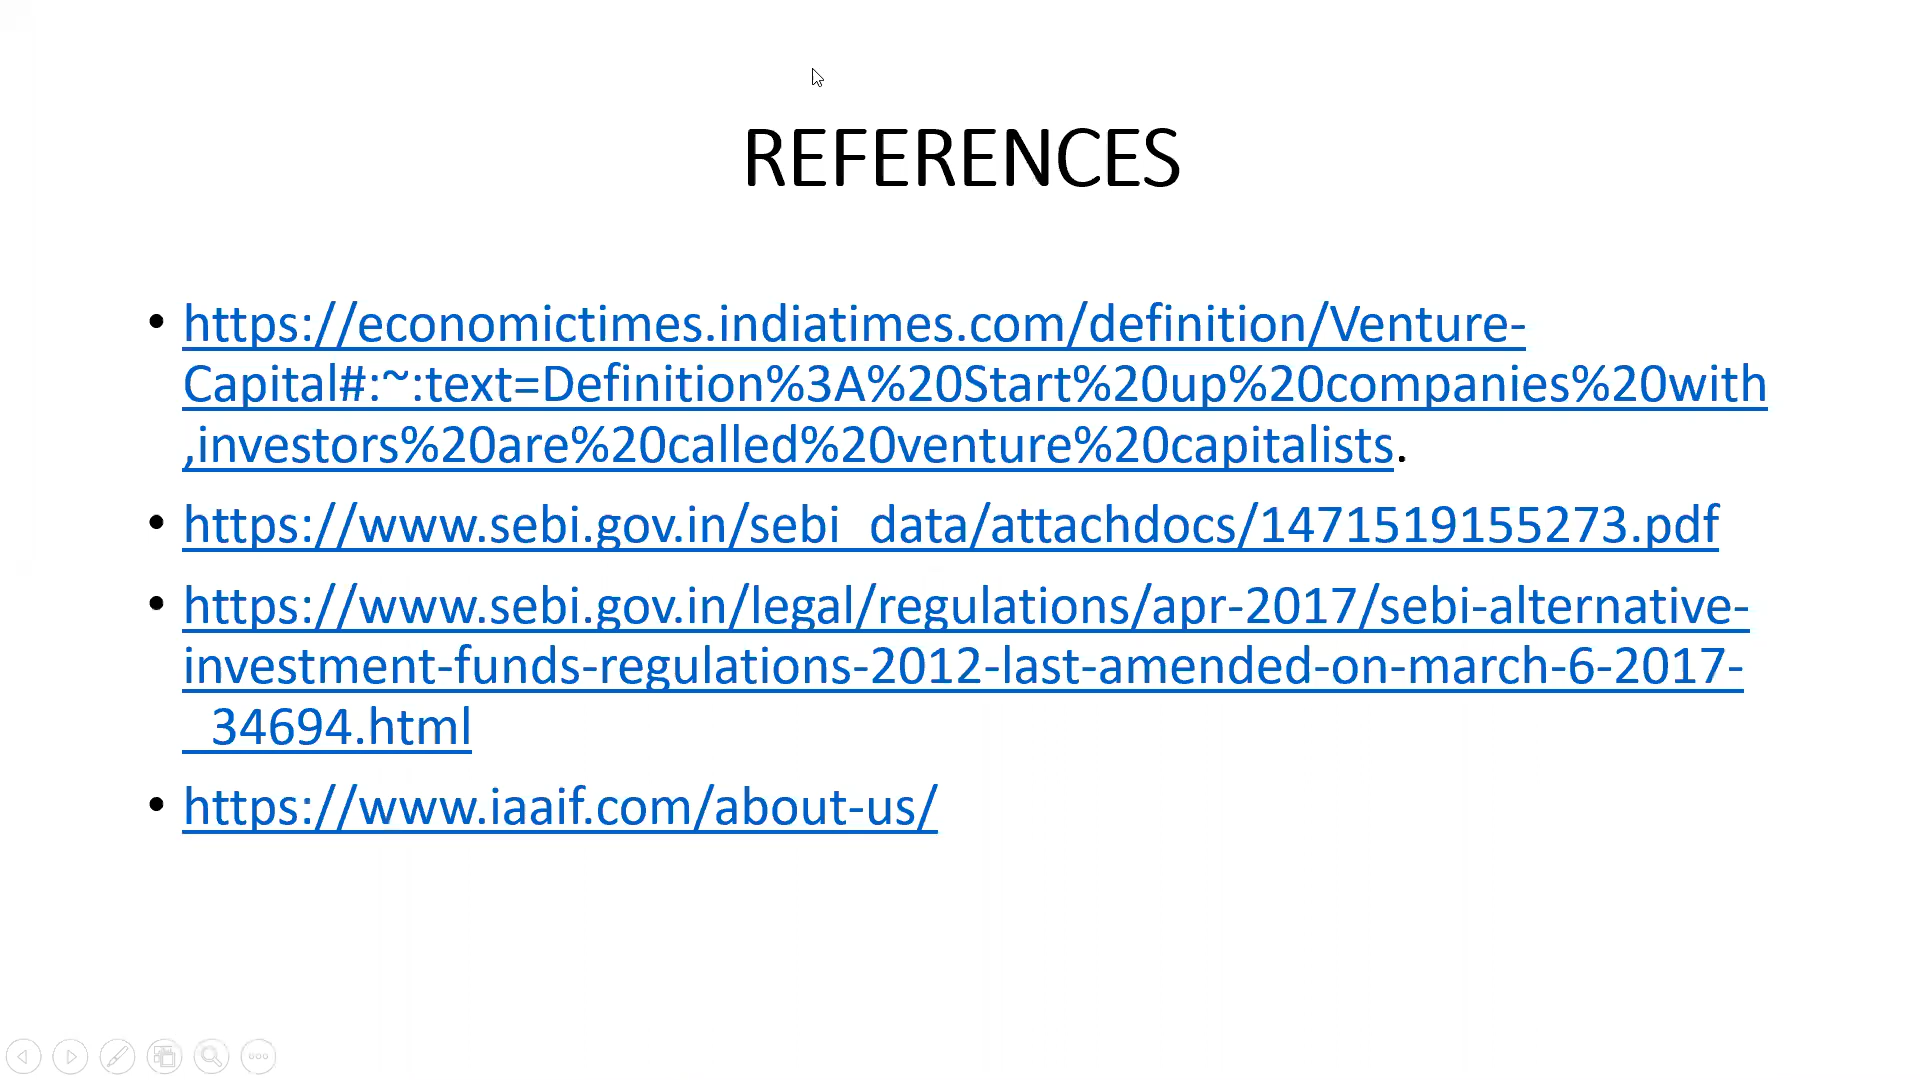 REFERENCES
• https://economictimes.indiatimes.com/definition/Venture-
Capital#:~:text=Definition%3A%20Start%20up%20companies%20with
,investors%20are%20called%20venture%20capitalists.
• https://www.sebi.gov.in/sebi_data/attachdocs/1471519155273.pdf
• https://www.sebi.gov.in/legal/regulations/apr-2017/sebi-alternative-
investment-funds-regulations-2012-last-amended-on-march-6-2017-
_34694.html
• https://www.iaaif.com/about-us/